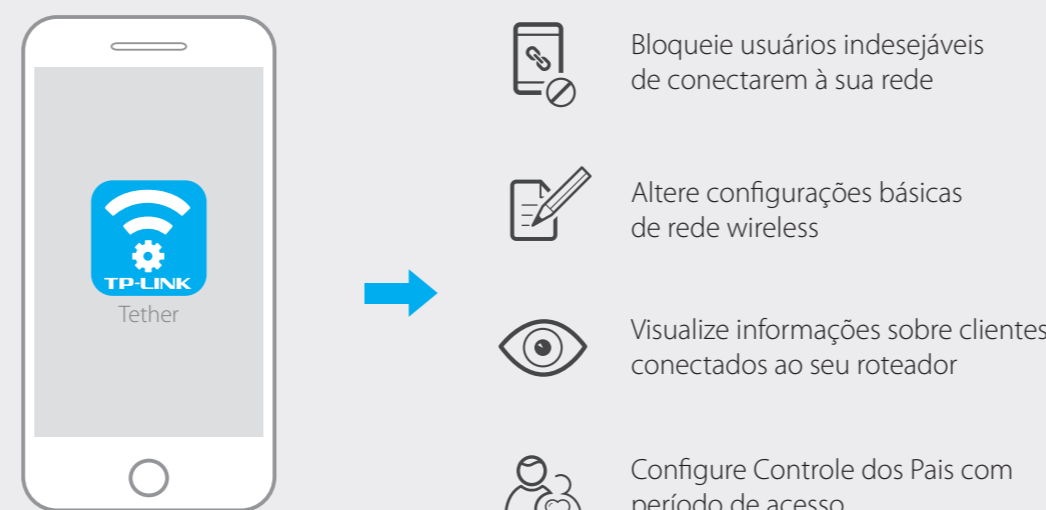 TP-LINK
Tether
Bloqueie usuários indesejáveis
de conectarem à sua rede
Altere configurações básicas
de rede wireless
Visualize informações sobre clientes
conectados ao seu roteador
Configure Controle dos Pais com
período de acesso